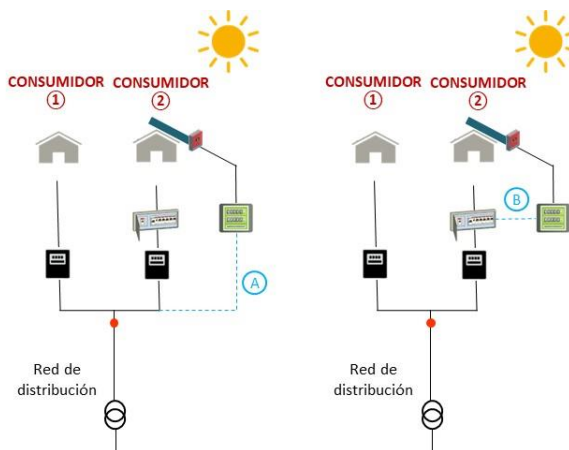 CONSUMIDOR
1
CONSUMIDOR
2
A
Red de
distribución
CONSUMIDOR
1
CONSUMIDOR
2
B
Red de
distribución